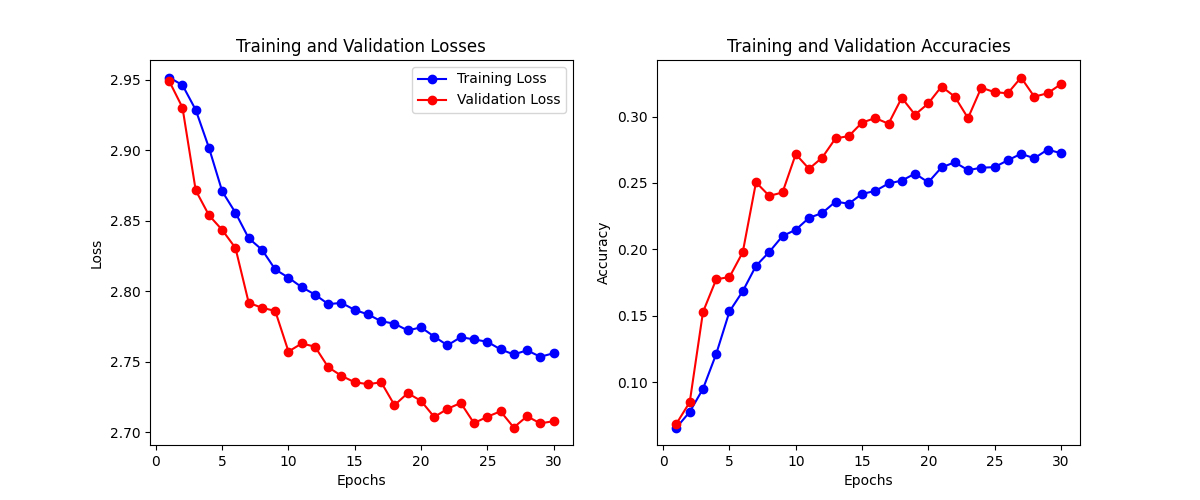 Training and Validation Losses
Training Loss
Validation Loss
2.95
2.90
2.85
2.80
2.75
2.70
Loss
0 5 10 15 20 25 30
Epochs
Training and Validation Accuracies
0.30
0.25
0.20
0.15
0.10
Accuracy
0 5 10 15 20 25 30
Epochs